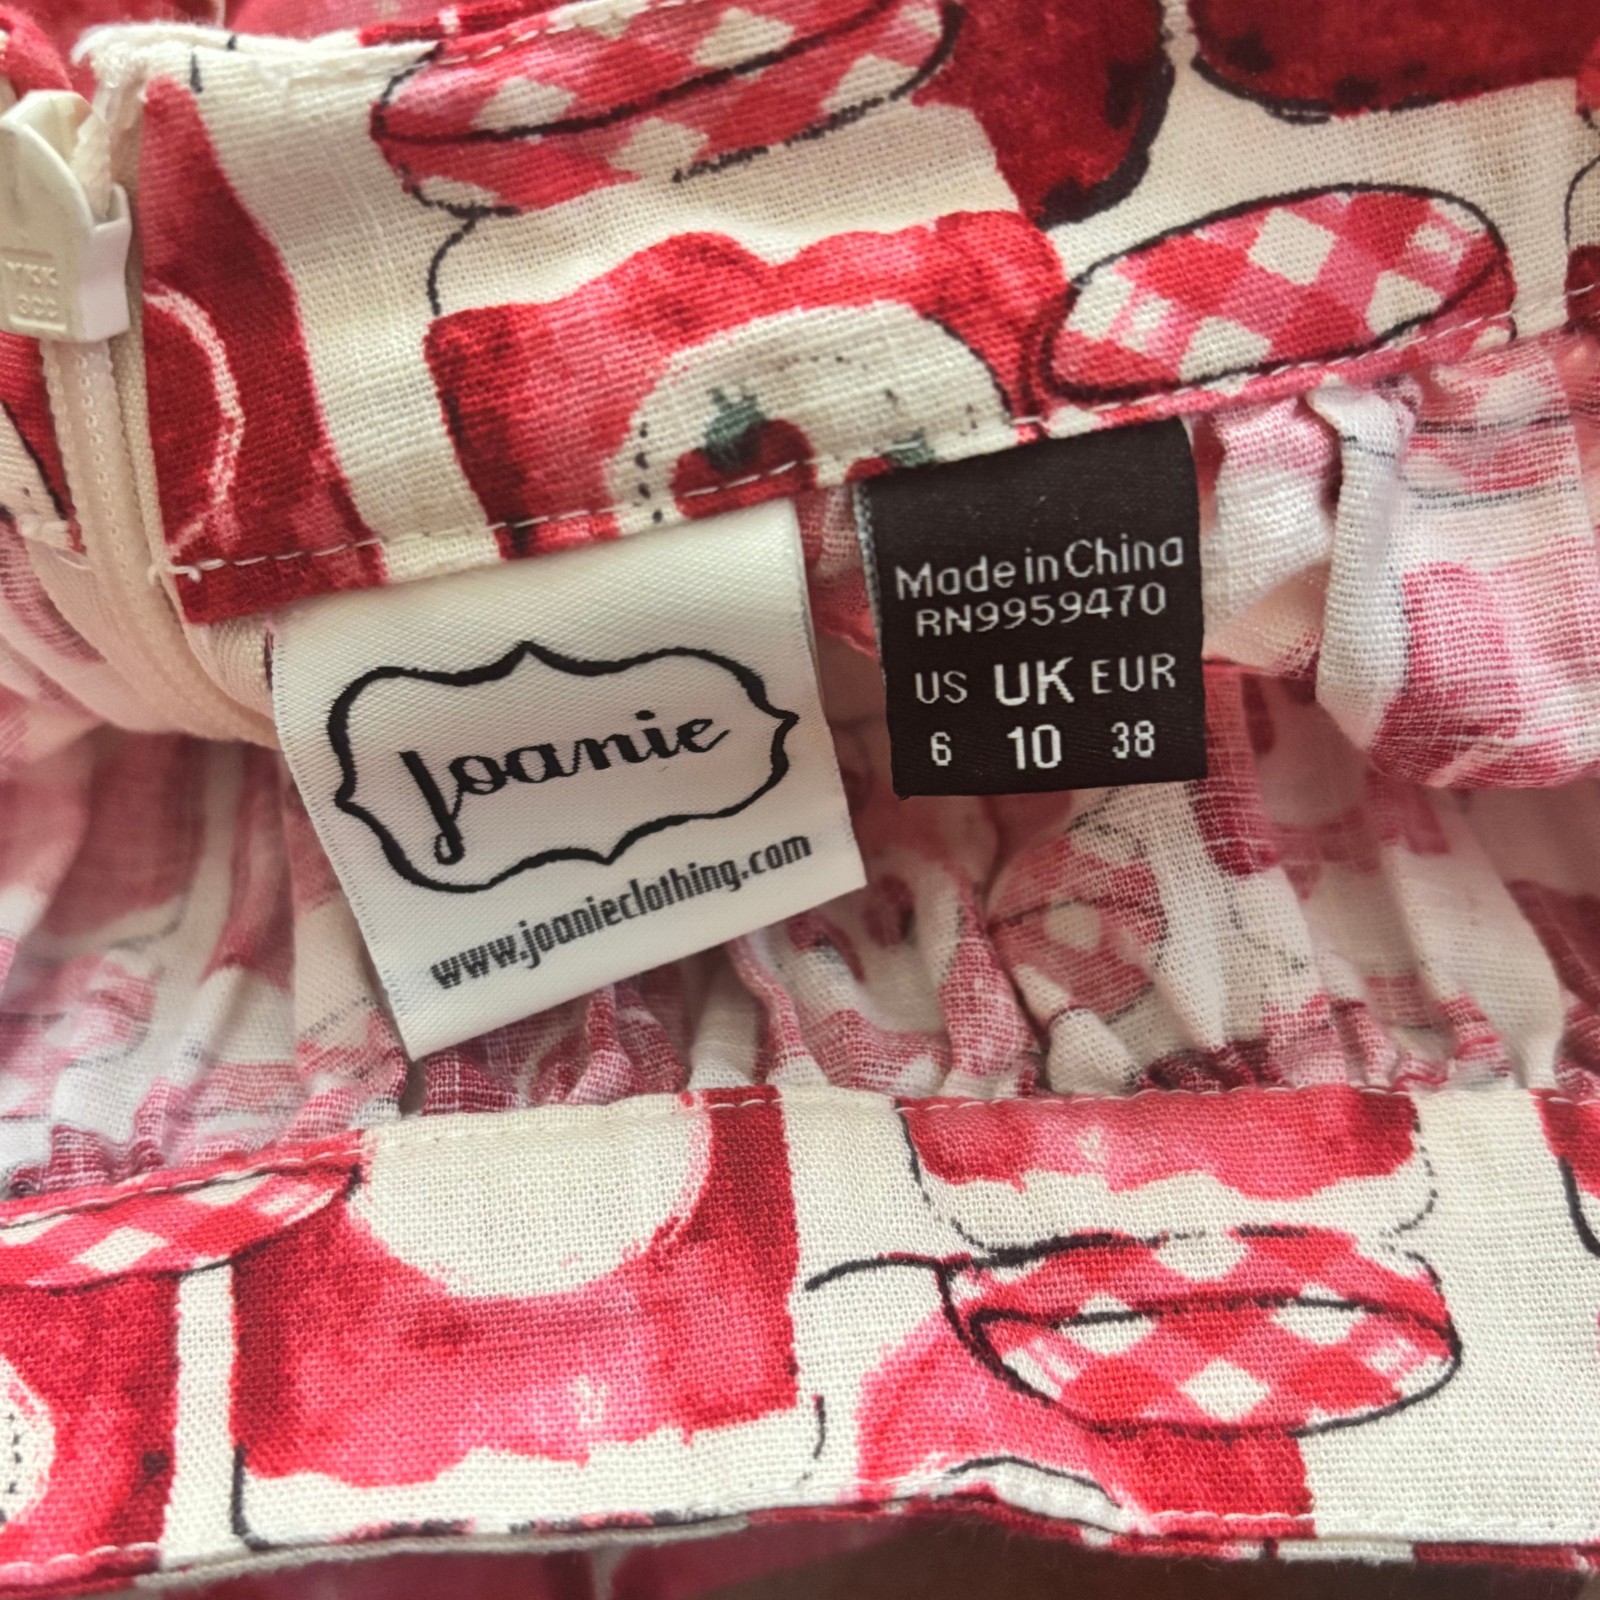 Joanie
www.joanieclothing.com
Made in China
RN9959470
US UK EUR
6 10 38